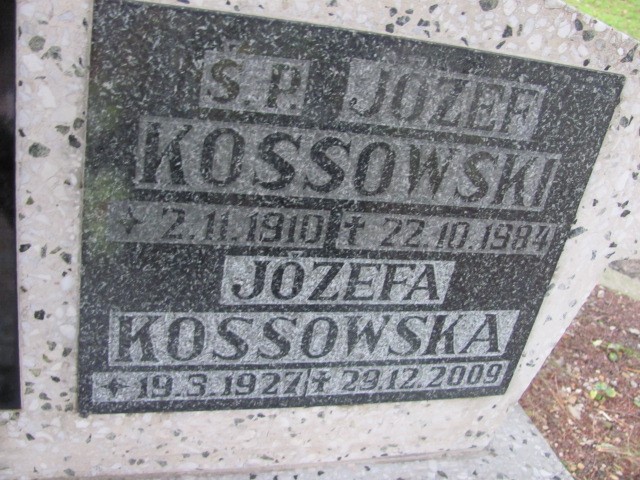 Ś.P. JÓZEF
KOSSOWSKI
✦ 2.11.1910 ✝ 22.10.1984
JÓZEFA
KOSSOWSKA
✦ 19.3.1927 ✝ 29.12.2009